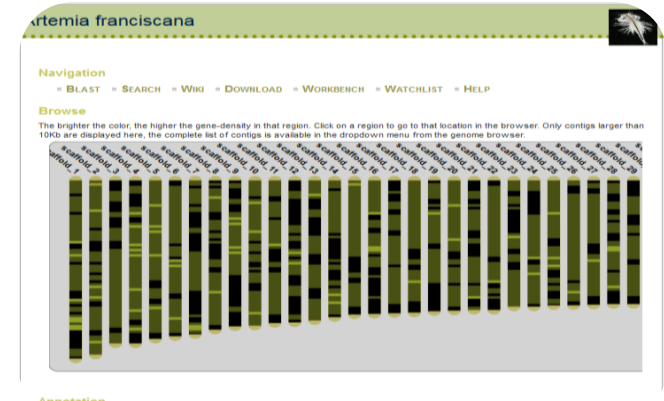 Artemia franciscana
Navigation
BLAST SEARCH WIKI DOWNLOAD WORKBENCH WATCHLIST HELP
Browse
The brighter the color, the higher the gene-density in that region. Click on a region to go to that location in the browser. Only contigs larger than
10Kb are displayed here, the complete list of contigs is available in the dropdown menu from the genome browser.
scaffold_1 scaffold_2 scaffold_3 scaffold_4 scaffold_5 scaffold_6 scaffold_7 scaffold_8 scaffold_9 scaffold_10 scaffold_11 scaffold_12 scaffold_13 scaffold_14 scaffold_15 scaffold_16 scaffold_17 scaffold_18 scaffold_19 scaffold_20 scaffold_21 scaffold_22 scaffold_23 scaffold_24 scaffold_25 scaffold_26 scaffold_27 scaffold_28 scaffold_29
Annotation